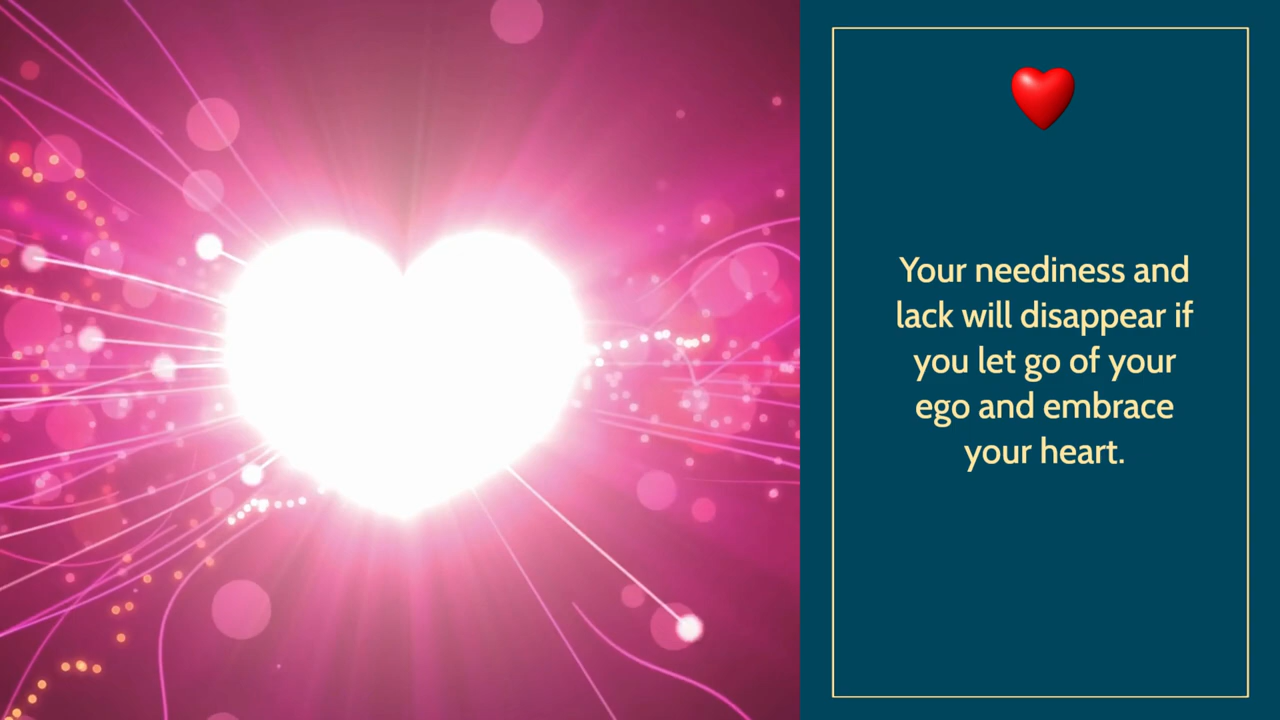 Your neediness and
lack will disappear if
you let go of your
ego and embrace
your heart.